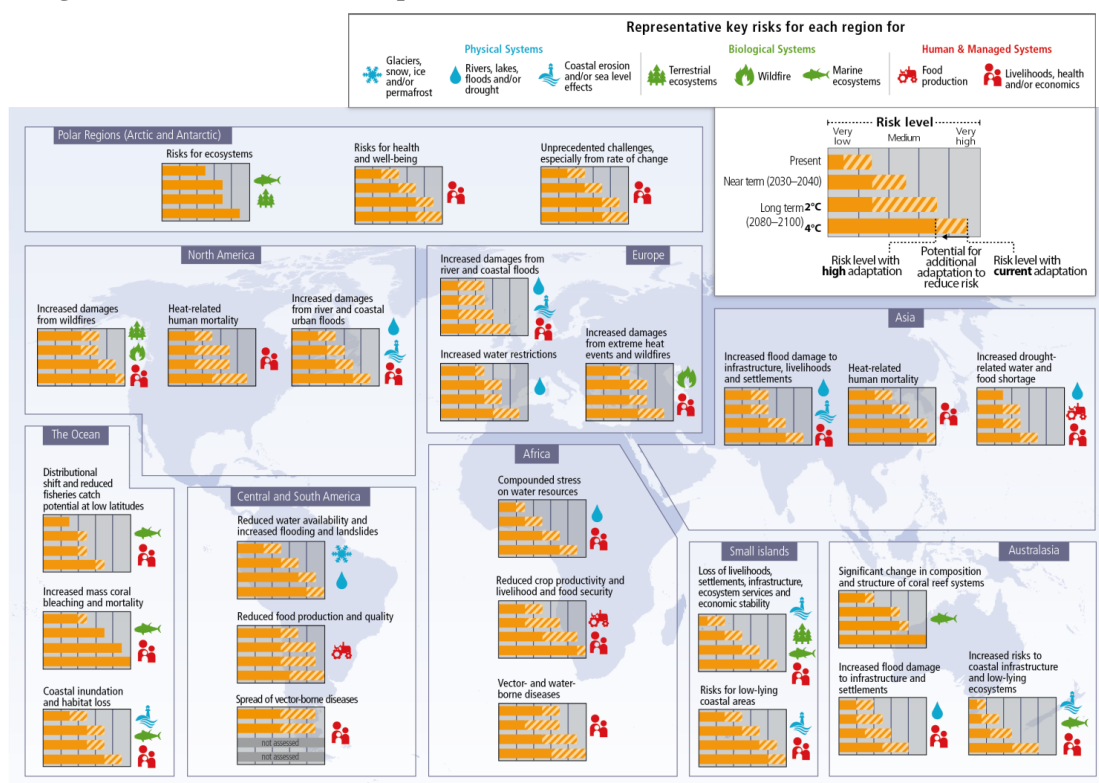 Representative key risks for each region for
Physical Systems
Biological Systems
Human & Managed Systems
Glaciers,
snow, ice
and/or
permafrost
Rivers, lakes,
floods and/or
drought
Coastal erosion
and/or sea level
effects
Terrestrial
ecosystems
Wildfire
Marine
ecosystems
Food
production
Livelihoods, health
and/or economics
Risk level
Very
low
Medium
Very
high
Present
Near term (2030–2040)
Long term 2°C
(2080–2100) 4°C
Risk level with
high adaptation
Potential for
additional
adaptation to
reduce risk
Risk level with
current adaptation
Polar Regions (Arctic and Antarctic)
Risks for ecosystems
Risks for health
and well-being
Unprecedented challenges,
especially from rate of change
North America
Increased damages
from wildfires
Heat-related
human mortality
Increased damages
from river and coastal
urban floods
Europe
Increased damages from
river and coastal floods
Increased water restrictions
Increased damages
from extreme heat
events and wildfires
Asia
Increased flood damage to
infrastructure, livelihoods
and settlements
Heat-related
human mortality
Increased drought-
related water and
food shortage
The Ocean
Distributional
shift and reduced
fisheries catch
potential at low latitudes
Increased mass coral
bleaching and mortality
Coastal inundation
and habitat loss
Central and South America
Reduced water availability and
increased flooding and landslides
Reduced food production and quality
Spread of vector-borne diseases
not assessed
not assessed
Africa
Compounded stress
on water resources
Reduced crop productivity and
livelihood and food security
Vector- and water-
borne diseases
Small islands
Loss of livelihoods,
settlements, infrastructure,
ecosystem services and
economic stability
Risks for low-lying
coastal areas
Australasia
Significant change in composition
and structure of coral reef systems
Increased flood damage
to infrastructure and
settlements
Increased risks to
coastal infrastructure
and low-lying
ecosystems